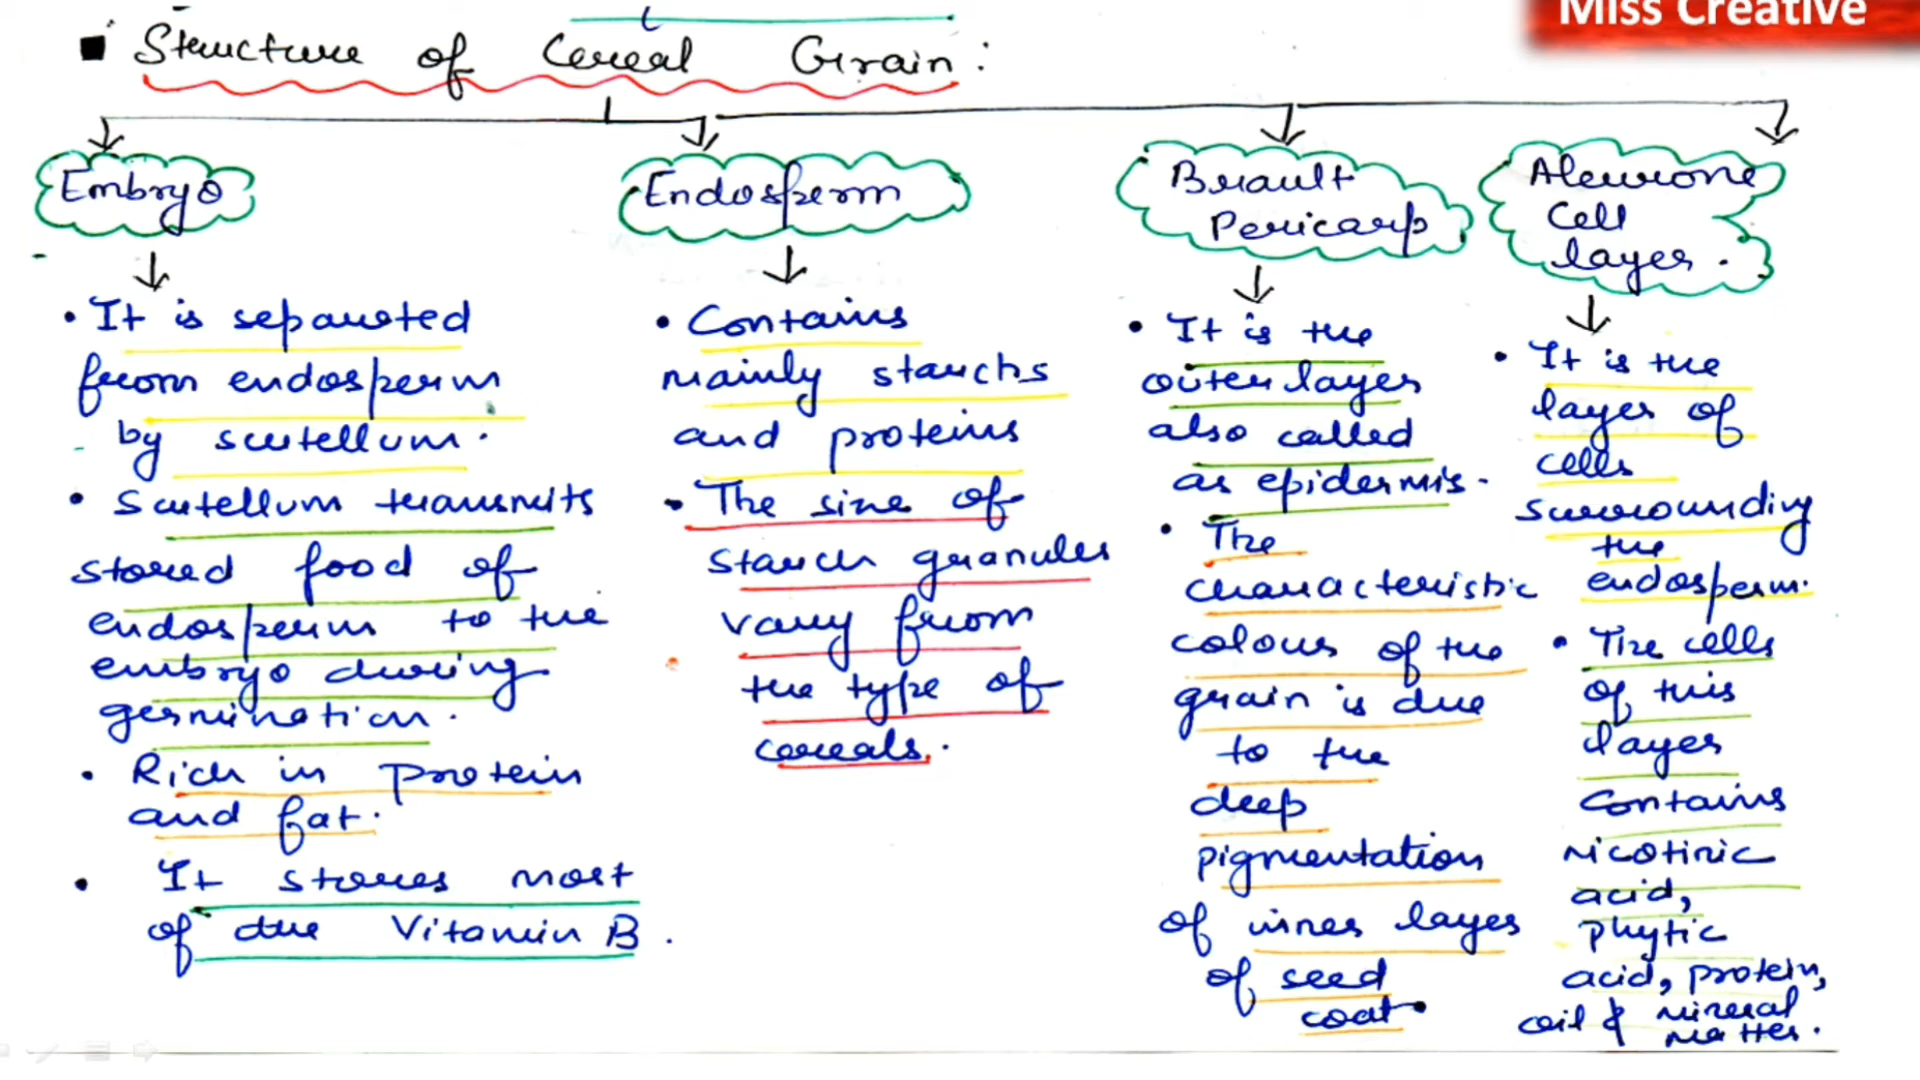 Miss Creative
Structure of Cereal Grain:
Embryo
• It is separated
from endosperm
by scutellum.
• Scutellum transmits
stored food of
endosperm to the
embryo during
germination.
• Rich in protein
and fat.
• It stores most
of the Vitamin B.
Endosperm
• Contains
mainly starchs
and proteins
• The size of
starch granules
vary from
the type of
cereals.
Pericarp
• It is the
outer layer
also called
as epidermis.
• The
characteristic
colour of the
grain is due
to the
deep
pigmentation
of inner layer
of seed
coat
Aleurone
Cell
layer.
• It is the
layer of
cells
surrounding
the
endosperm.
• The cells
of this
layer
contains
nicotinic
acid,
phytic
acid, protein,
oil & mineral
matter.